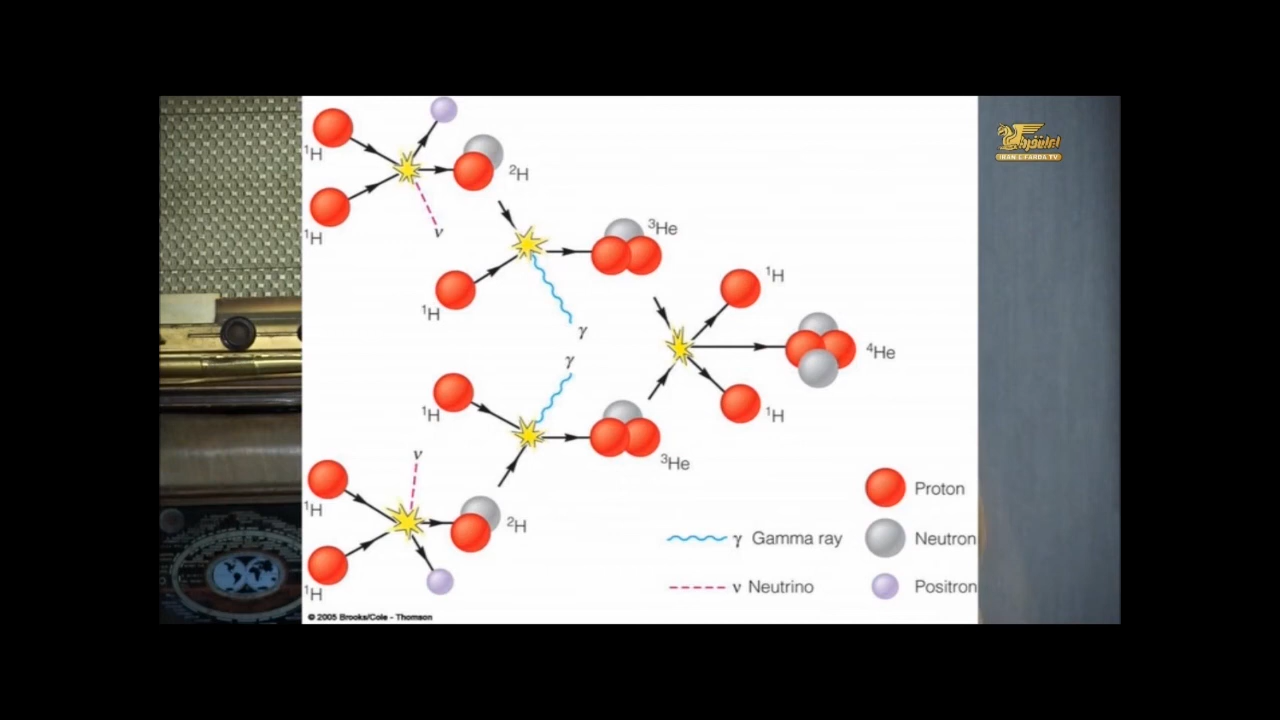 ¹H
²H
¹H
ν
³He
¹H
γ
¹H
⁴He
γ
¹H
¹H
³He
ν
¹H
²H
¹H
Proton
γ Gamma ray
Neutron
ν Neutrino
Positron
© 2005 Brooks/Cole - Thomson
IRAN E FARDA TV